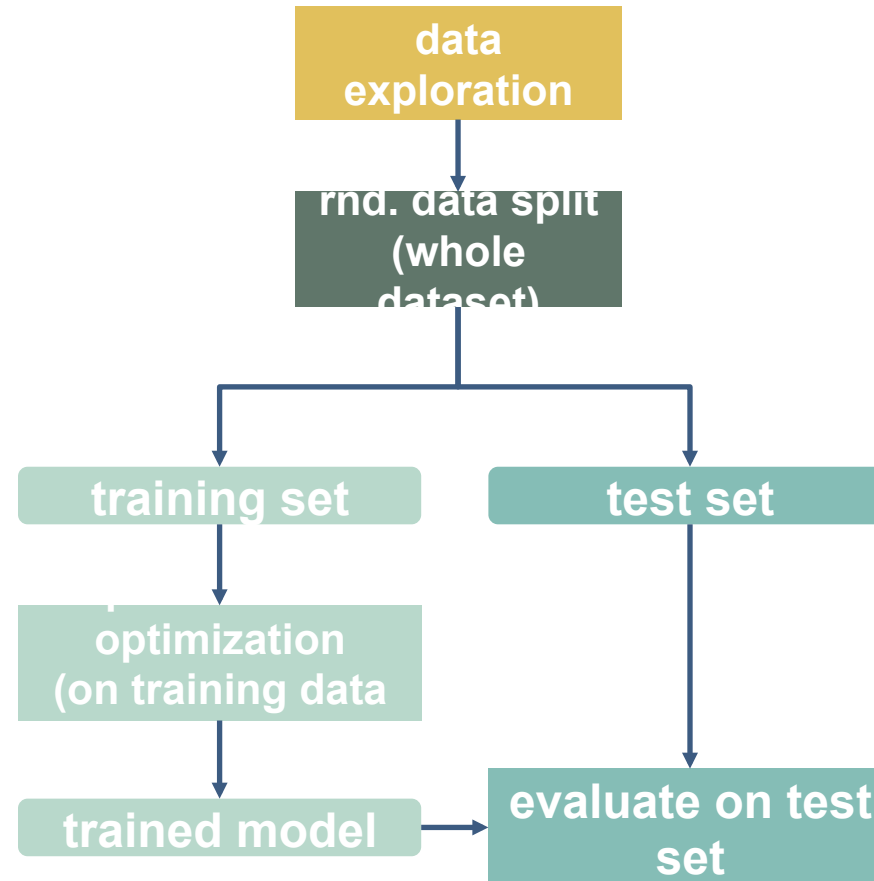 data
exploration
rnd. data split
(whole
dataset)
training set
test set
optimization
(on training data
trained model
evaluate on test
set